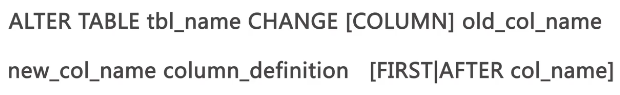 ALTER TABLE tbl_name CHANGE [COLUMN] old_col_name
new_col_name column_definition [FIRST|AFTER col_name]